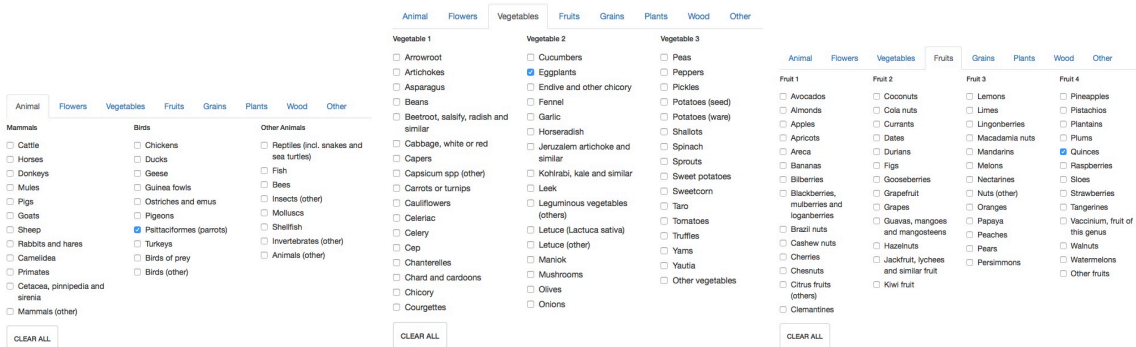 Animal Flowers Vegetables Fruits Grains Plants Wood Other
Mammals
Cattle
Horses
Donkeys
Mules
Pigs
Goats
Sheep
Rabbits and hares
Camelidea
Primates
Cetacea, pinnipedia and
sirenia
Mammals (other)
Birds
Chickens
Ducks
Geese
Guinea fowls
Ostriches and emus
Pigeons
Psittaciformes (parrots)
Turkeys
Birds of prey
Birds (other)
Other Animals
Reptiles (incl. snakes and
sea turtles)
Fish
Bees
Insects (other)
Molluscs
Shellfish
Invertebrates (other)
Animals (other)
CLEAR ALL
Animal Flowers Vegetables Fruits Grains Plants Wood Other
Vegetable 1
Arrowroot
Artichokes
Asparagus
Beans
Beetroot, salsify, radish and
similar
Cabbage, white or red
Capers
Capsicum spp (other)
Carrots or turnips
Cauliflowers
Celeriac
Celery
Cep
Chanterelles
Chard and cardoons
Chicory
Courgettes
Vegetable 2
Cucumbers
Eggplants
Endive and other chicory
Fennel
Garlic
Horseradish
Jeruzalem artichoke and
similar
Kohlrabi, kale and similar
Leek
Leguminous vegetables
(others)
Letuce (Lactuca sativa)
Letuce (other)
Maniok
Mushrooms
Olives
Onions
Vegetable 3
Peas
Peppers
Pickles
Potatoes (seed)
Potatoes (ware)
Shallots
Spinach
Sprouts
Sweet potatoes
Sweetcorn
Taro
Tomatoes
Truffles
Yams
Yautia
Other vegetables
CLEAR ALL
Animal Flowers Vegetables Fruits Grains Plants Wood Other
Fruit 1
Avocados
Almonds
Apples
Apricots
Areca
Bananas
Bilberries
Blackberries,
mulberries and
loganberries
Brazil nuts
Cashew nuts
Cherries
Chesnuts
Citrus fruits
(others)
Clemantines
Fruit 2
Coconuts
Cola nuts
Currants
Dates
Durians
Figs
Gooseberries
Grapefruit
Grapes
Guavas, mangoes
and mangosteens
Hazelnuts
Jackfruit, lychees
and similar fruit
Kiwi fruit
Fruit 3
Lemons
Limes
Lingonberries
Macadamia nuts
Mandarins
Melons
Nectarines
Nuts (other)
Oranges
Papaya
Peaches
Pears
Persimmons
Fruit 4
Pineapples
Pistachios
Plantains
Plums
Quinces
Raspberries
Sloes
Strawberries
Tangerines
Vaccinium, fruit of
this genus
Walnuts
Watermelons
Other fruits
CLEAR ALL